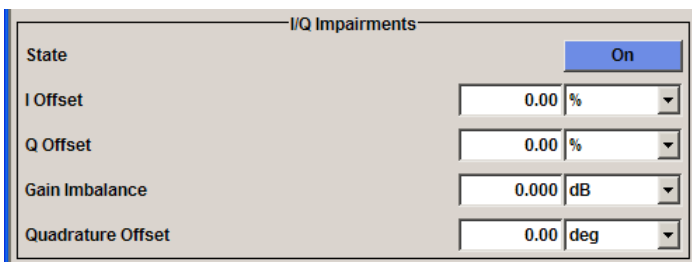 I/Q Impairments
State On
I Offset 0.00 %
Q Offset 0.00 %
Gain Imbalance 0.000 dB
Quadrature Offset 0.00 deg